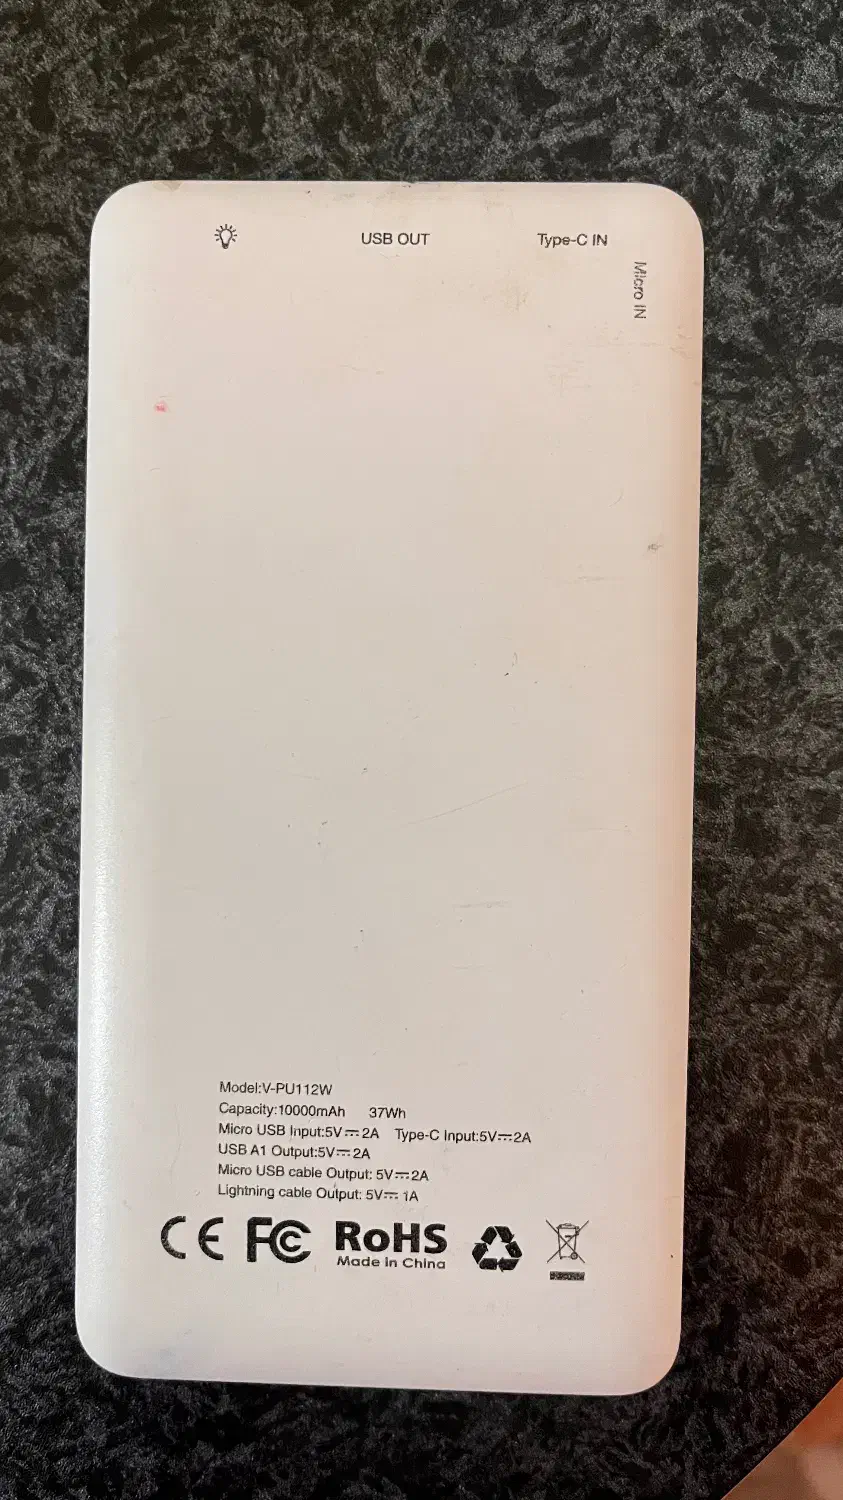 USB OUT
Type-C IN
Micro IN
Model:V-PU112W
Capacity:10000mAh 37Wh
Micro USB Input:5V⎓2A Type-C Input:5V⎓2A
USB A1 Output:5V⎓2A
Micro USB cable Output: 5V⎓2A
Lightning cable Output: 5V⎓1A
CE FC RoHS
Made in China